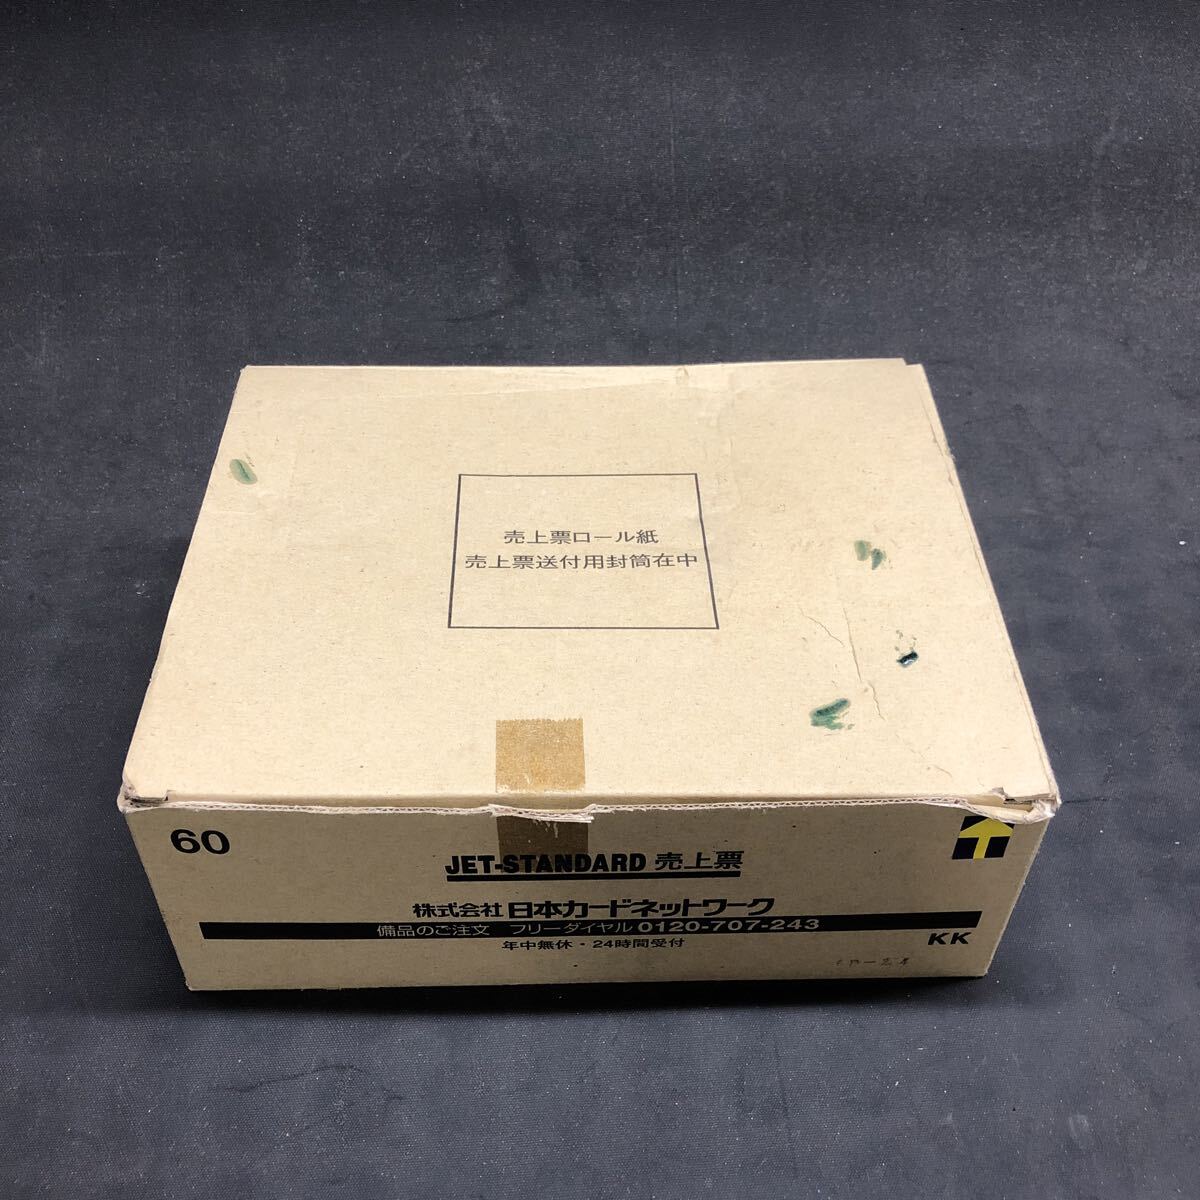 売上票ロール紙
売上票送付用封筒在中
60
JET-STANDARD 売上票
株式会社 日本カードネットワーク
備品のご注文 フリーダイヤル 0120-707-243
年中無休・24時間受付
KK